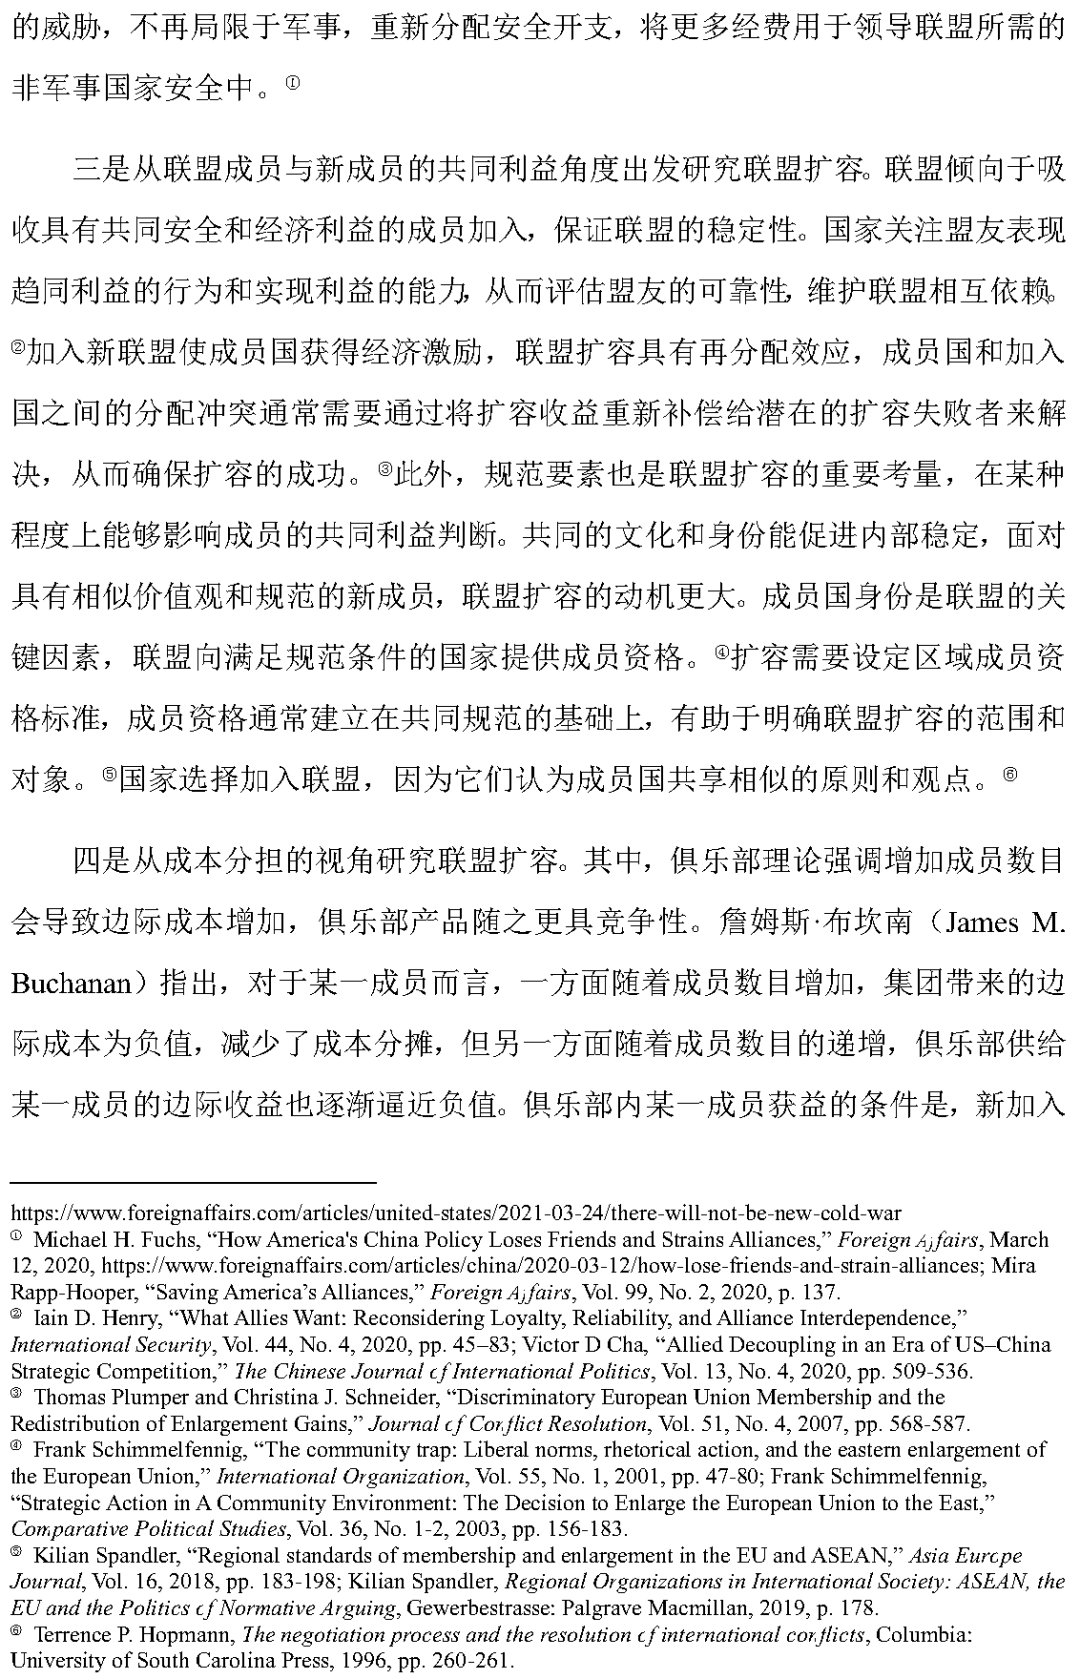 的威胁，不再局限于军事，重新分配安全开支，将更多经费用于领导联盟所需的
非军事国家安全中。①
三是从联盟成员与新成员的共同利益角度出发研究联盟扩容。联盟倾向于吸
收具有共同安全和经济利益的成员加入，保证联盟的稳定性。国家关注盟友表现
趋同利益的行为和实现利益的能力，从而评估盟友的可靠性，维护联盟相互依赖。
②加入新联盟使成员国获得经济激励，联盟扩容具有再分配效应，成员国和加入
国之间的分配冲突通常需要通过将扩容收益重新补偿给潜在的扩容失败者来解
决，从而确保扩容的成功。③此外，规范要素也是联盟扩容的重要考量，在某种
程度上能够影响成员的共同利益判断。共同的文化和身份能促进内部稳定，面对
具有相似价值观和规范的新成员，联盟扩容的动机更大。成员国身份是联盟的关
键因素，联盟向满足规范条件的国家提供成员资格。④扩容需要设定区域成员资
格标准，成员资格通常建立在共同规范的基础上，有助于明确联盟扩容的范围和
对象。⑤国家选择加入联盟，因为它们认为成员国共享相似的原则和观点。⑥
四是从成本分担的视角研究联盟扩容。其中，俱乐部理论强调增加成员数目
会导致边际成本增加，俱乐部产品随之更具竞争性。詹姆斯·布坎南（James M.
Buchanan）指出，对于某一成员而言，一方面随着成员数目增加，集团带来的边
际成本为负值，减少了成本分摊，但另一方面随着成员数目的递增，俱乐部供给
某一成员的边际收益也逐渐逼近负值。俱乐部内某一成员获益的条件是，新加入
https://www.foreignaffairs.com/articles/united-states/2021-03-24/there-will-not-be-new-cold-war
① Michael H. Fuchs, “How America's China Policy Loses Friends and Strains Alliances,” Foreign Affairs, March
12, 2020, https://www.foreignaffairs.com/articles/china/2020-03-12/how-lose-friends-and-strain-alliances; Mira
Rapp-Hooper, “Saving America’s Alliances,” Foreign Affairs, Vol. 99, No. 2, 2020, p. 137.
② Iain D. Henry, “What Allies Want: Reconsidering Loyalty, Reliability, and Alliance Interdependence,”
International Security, Vol. 44, No. 4, 2020, pp. 45–83; Victor D Cha, “Allied Decoupling in an Era of US–China
Strategic Competition,” The Chinese Journal of International Politics, Vol. 13, No. 4, 2020, pp. 509-536.
③ Thomas Plumper and Christina J. Schneider, “Discriminatory European Union Membership and the
Redistribution of Enlargement Gains,” Journal of Conflict Resolution, Vol. 51, No. 4, 2007, pp. 568-587.
④ Frank Schimmelfennig, “The community trap: Liberal norms, rhetorical action, and the eastern enlargement of
the European Union,” International Organization, Vol. 55, No. 1, 2001, pp. 47-80; Frank Schimmelfennig,
“Strategic Action in A Community Environment: The Decision to Enlarge the European Union to the East,”
Comparative Political Studies, Vol. 36, No. 1-2, 2003, pp. 156-183.
⑤ Kilian Spandler, “Regional standards of membership and enlargement in the EU and ASEAN,” Asia Europe
Journal, Vol. 16, 2018, pp. 183-198; Kilian Spandler, Regional Organizations in International Society: ASEAN, the
EU and the Politics of Normative Arguing, Gewerbestrasse: Palgrave Macmillan, 2019, p. 178.
⑥ Terrence P. Hopmann, The negotiation process and the resolution of international conflicts, Columbia:
University of South Carolina Press, 1996, pp. 260-261.